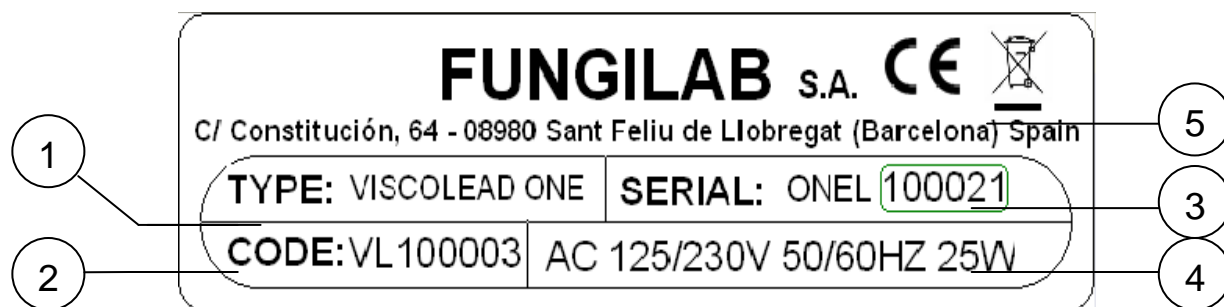 FUNGILAB S.A. CE
C/ Constitución, 64 - 08980 Sant Feliu de Llobregat (Barcelona) Spain
TYPE: VISCOLEAD ONE SERIAL: ONEL 100021
CODE: VL100003 AC 125/230V 50/60HZ 25W
1
2
5
3
4